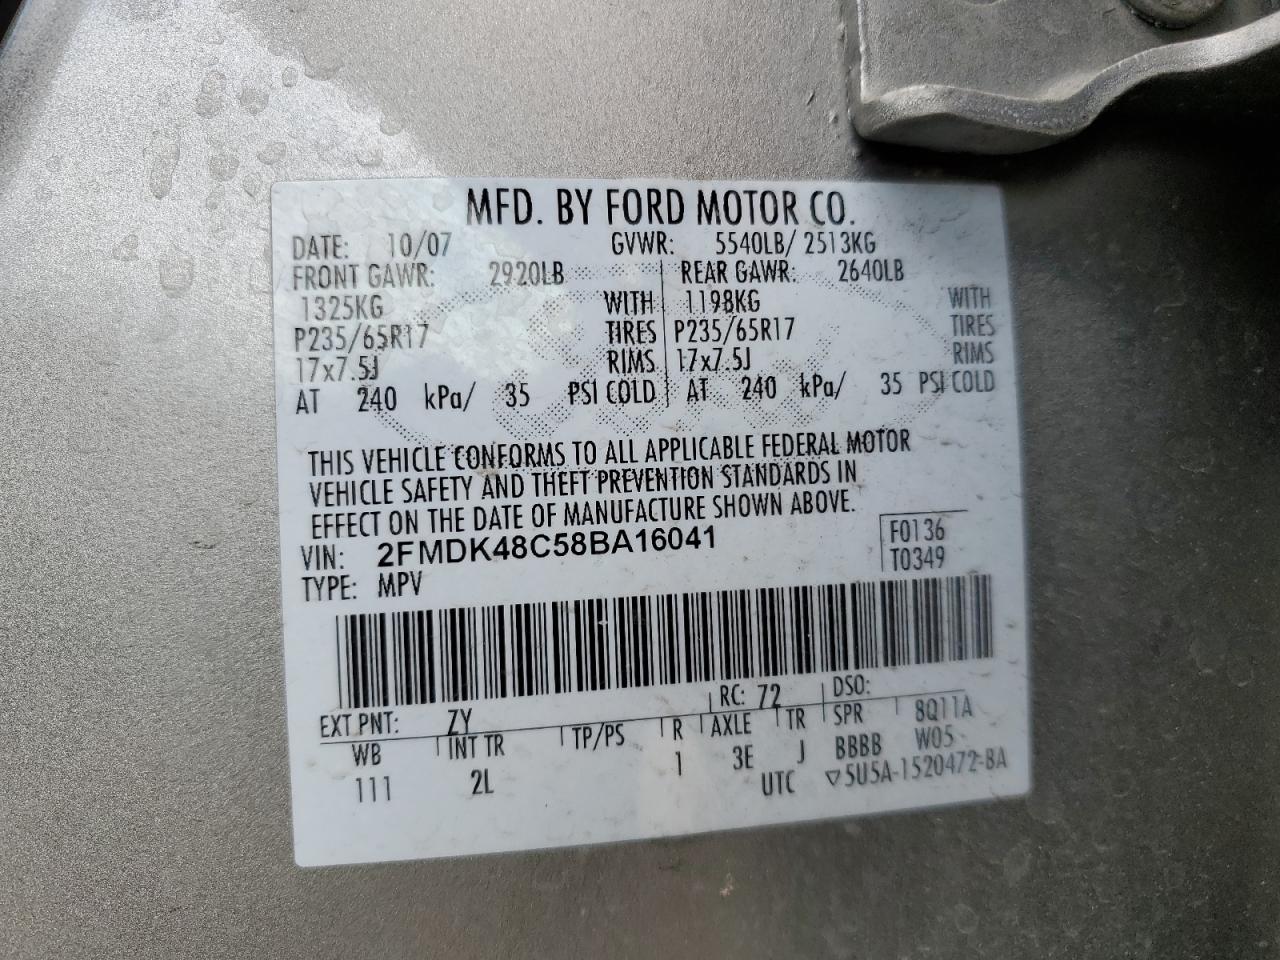 MFD. BY FORD MOTOR CO.
DATE: 10/07 GVWR: 5540LB/ 2513KG
FRONT GAWR: 2920LB REAR GAWR: 2640LB
1325KG WITH 1198KG WITH
P235/65R17 TIRES P235/65R17 TIRES
17x7.5J RIMS 17x7.5J RIMS
AT 240 kPa/ 35 PSI COLD AT 240 kPa/ 35 PSI COLD
THIS VEHICLE CONFORMS TO ALL APPLICABLE FEDERAL MOTOR
VEHICLE SAFETY AND THEFT PREVENTION STANDARDS IN
EFFECT ON THE DATE OF MANUFACTURE SHOWN ABOVE.
VIN: 2FMDK48C58BA16041 F0136
TYPE: MPV T0349
EXT PNT: ZY RC: 72 DSO:
WB INT TR TP/PS R AXLE TR SPR 8Q11A
111 2L 1 3E J BBBB W05
UTC ▽5U5A-1520472-BA